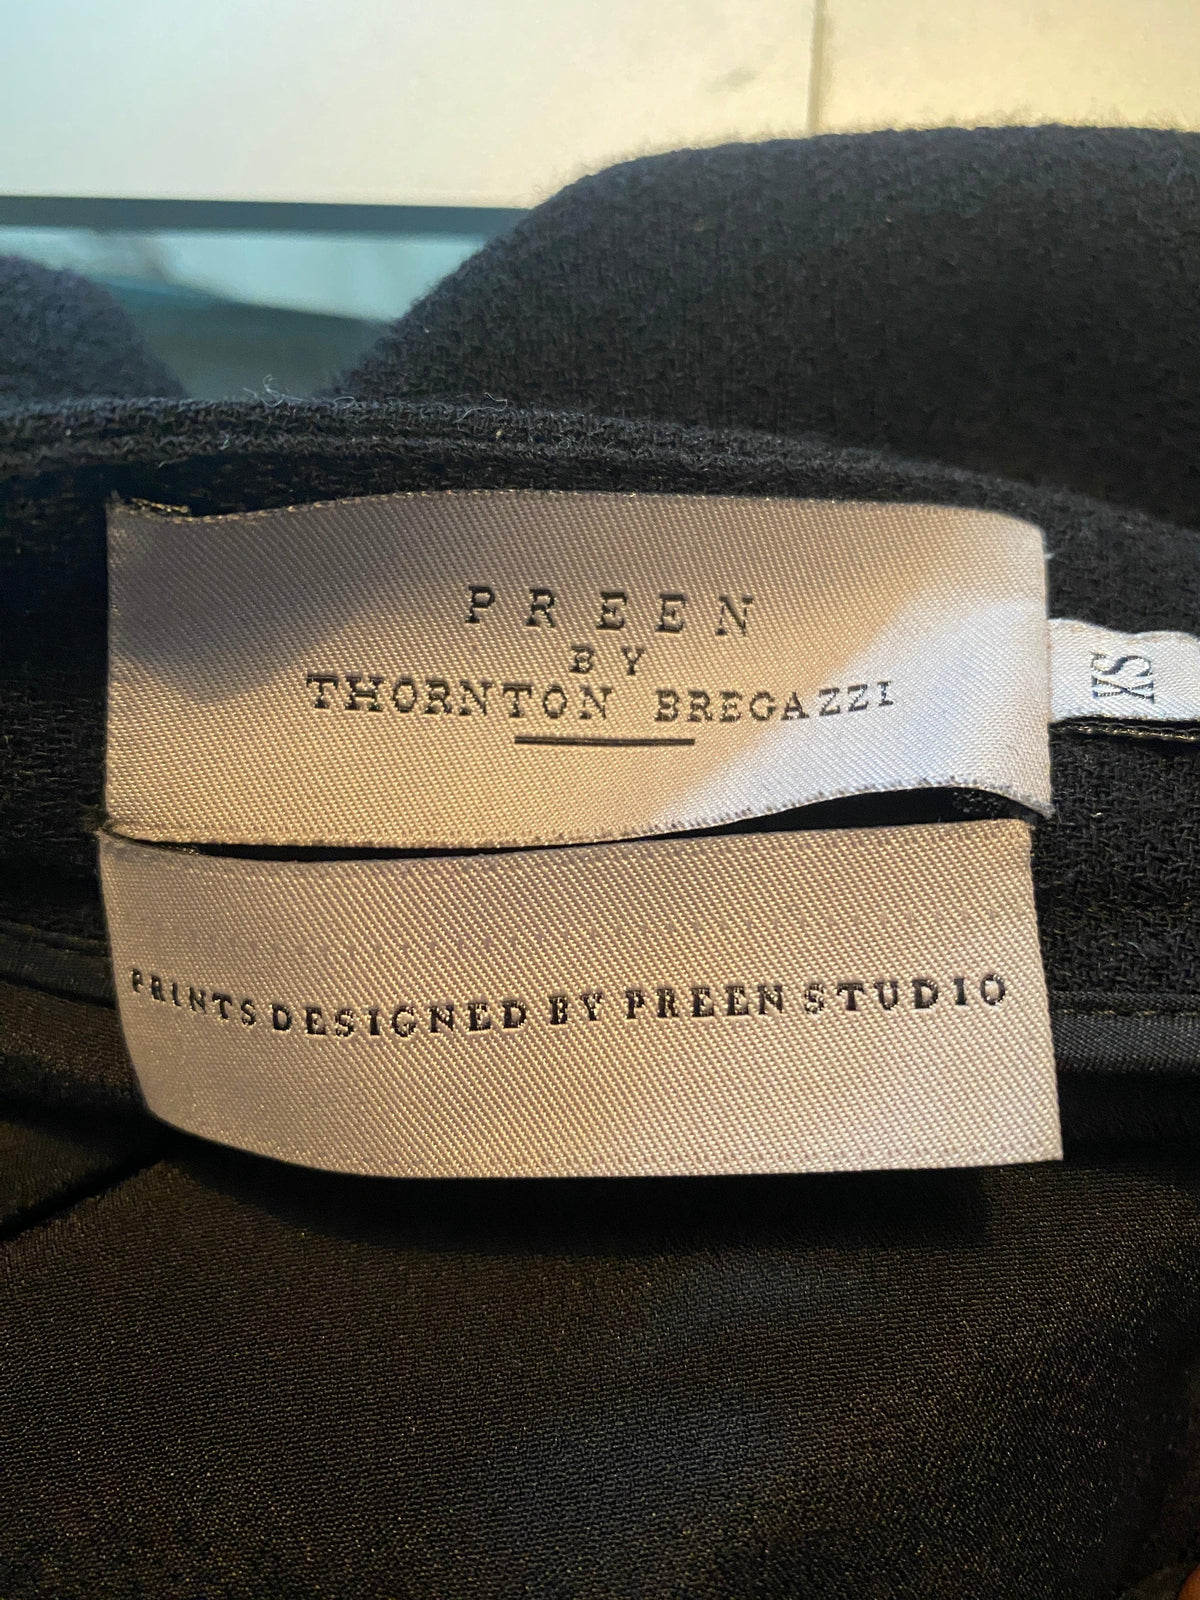 PREEN
BY
THORNTON BREGAZZI
XS
PRINTS DESIGNED BY PREEN STUDIO